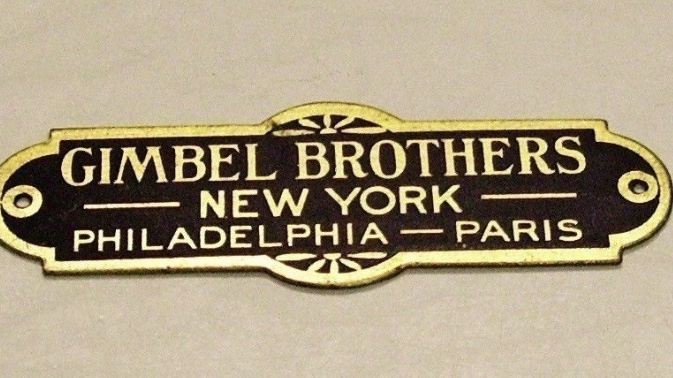 GIMBEL BROTHERS
— NEW YORK —
PHILADELPHIA — PARIS